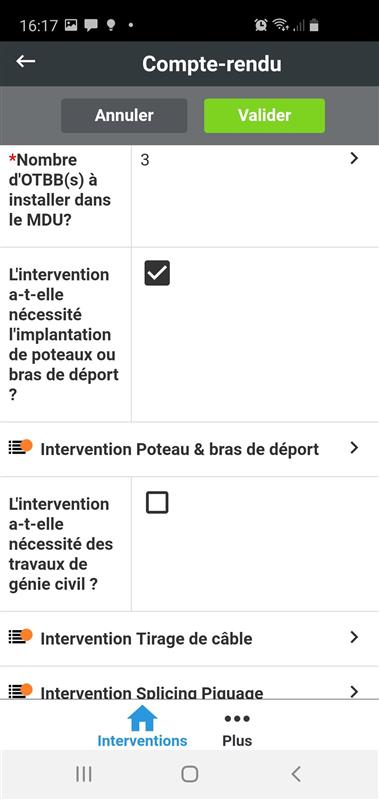 16:17
Compte-rendu
Annuler
Valider
*Nombre
d'OTBB(s) à
installer dans
le MDU?
3
L'intervention
a-t-elle
nécessité
l'implantation
de poteaux ou
bras de déport
?
Intervention Poteau & bras de déport
L'intervention
a-t-elle
nécessité des
travaux de
génie civil ?
Intervention Tirage de câble
Intervention Splicing Piquage
Interventions
Plus